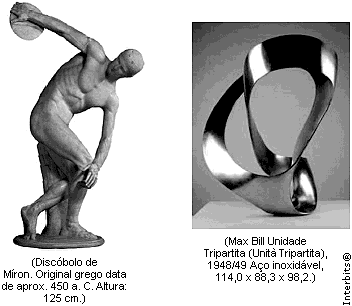 (Discóbolo de
Míron. Original grego data
de aprox. 450 a. C. Altura:
125 cm.)
(Max Bill Unidade
Tripartita (Unità Tripartita),
1948/49 Aço inoxidável,
114,0 x 88,3 x 98,2.)
Interbits®